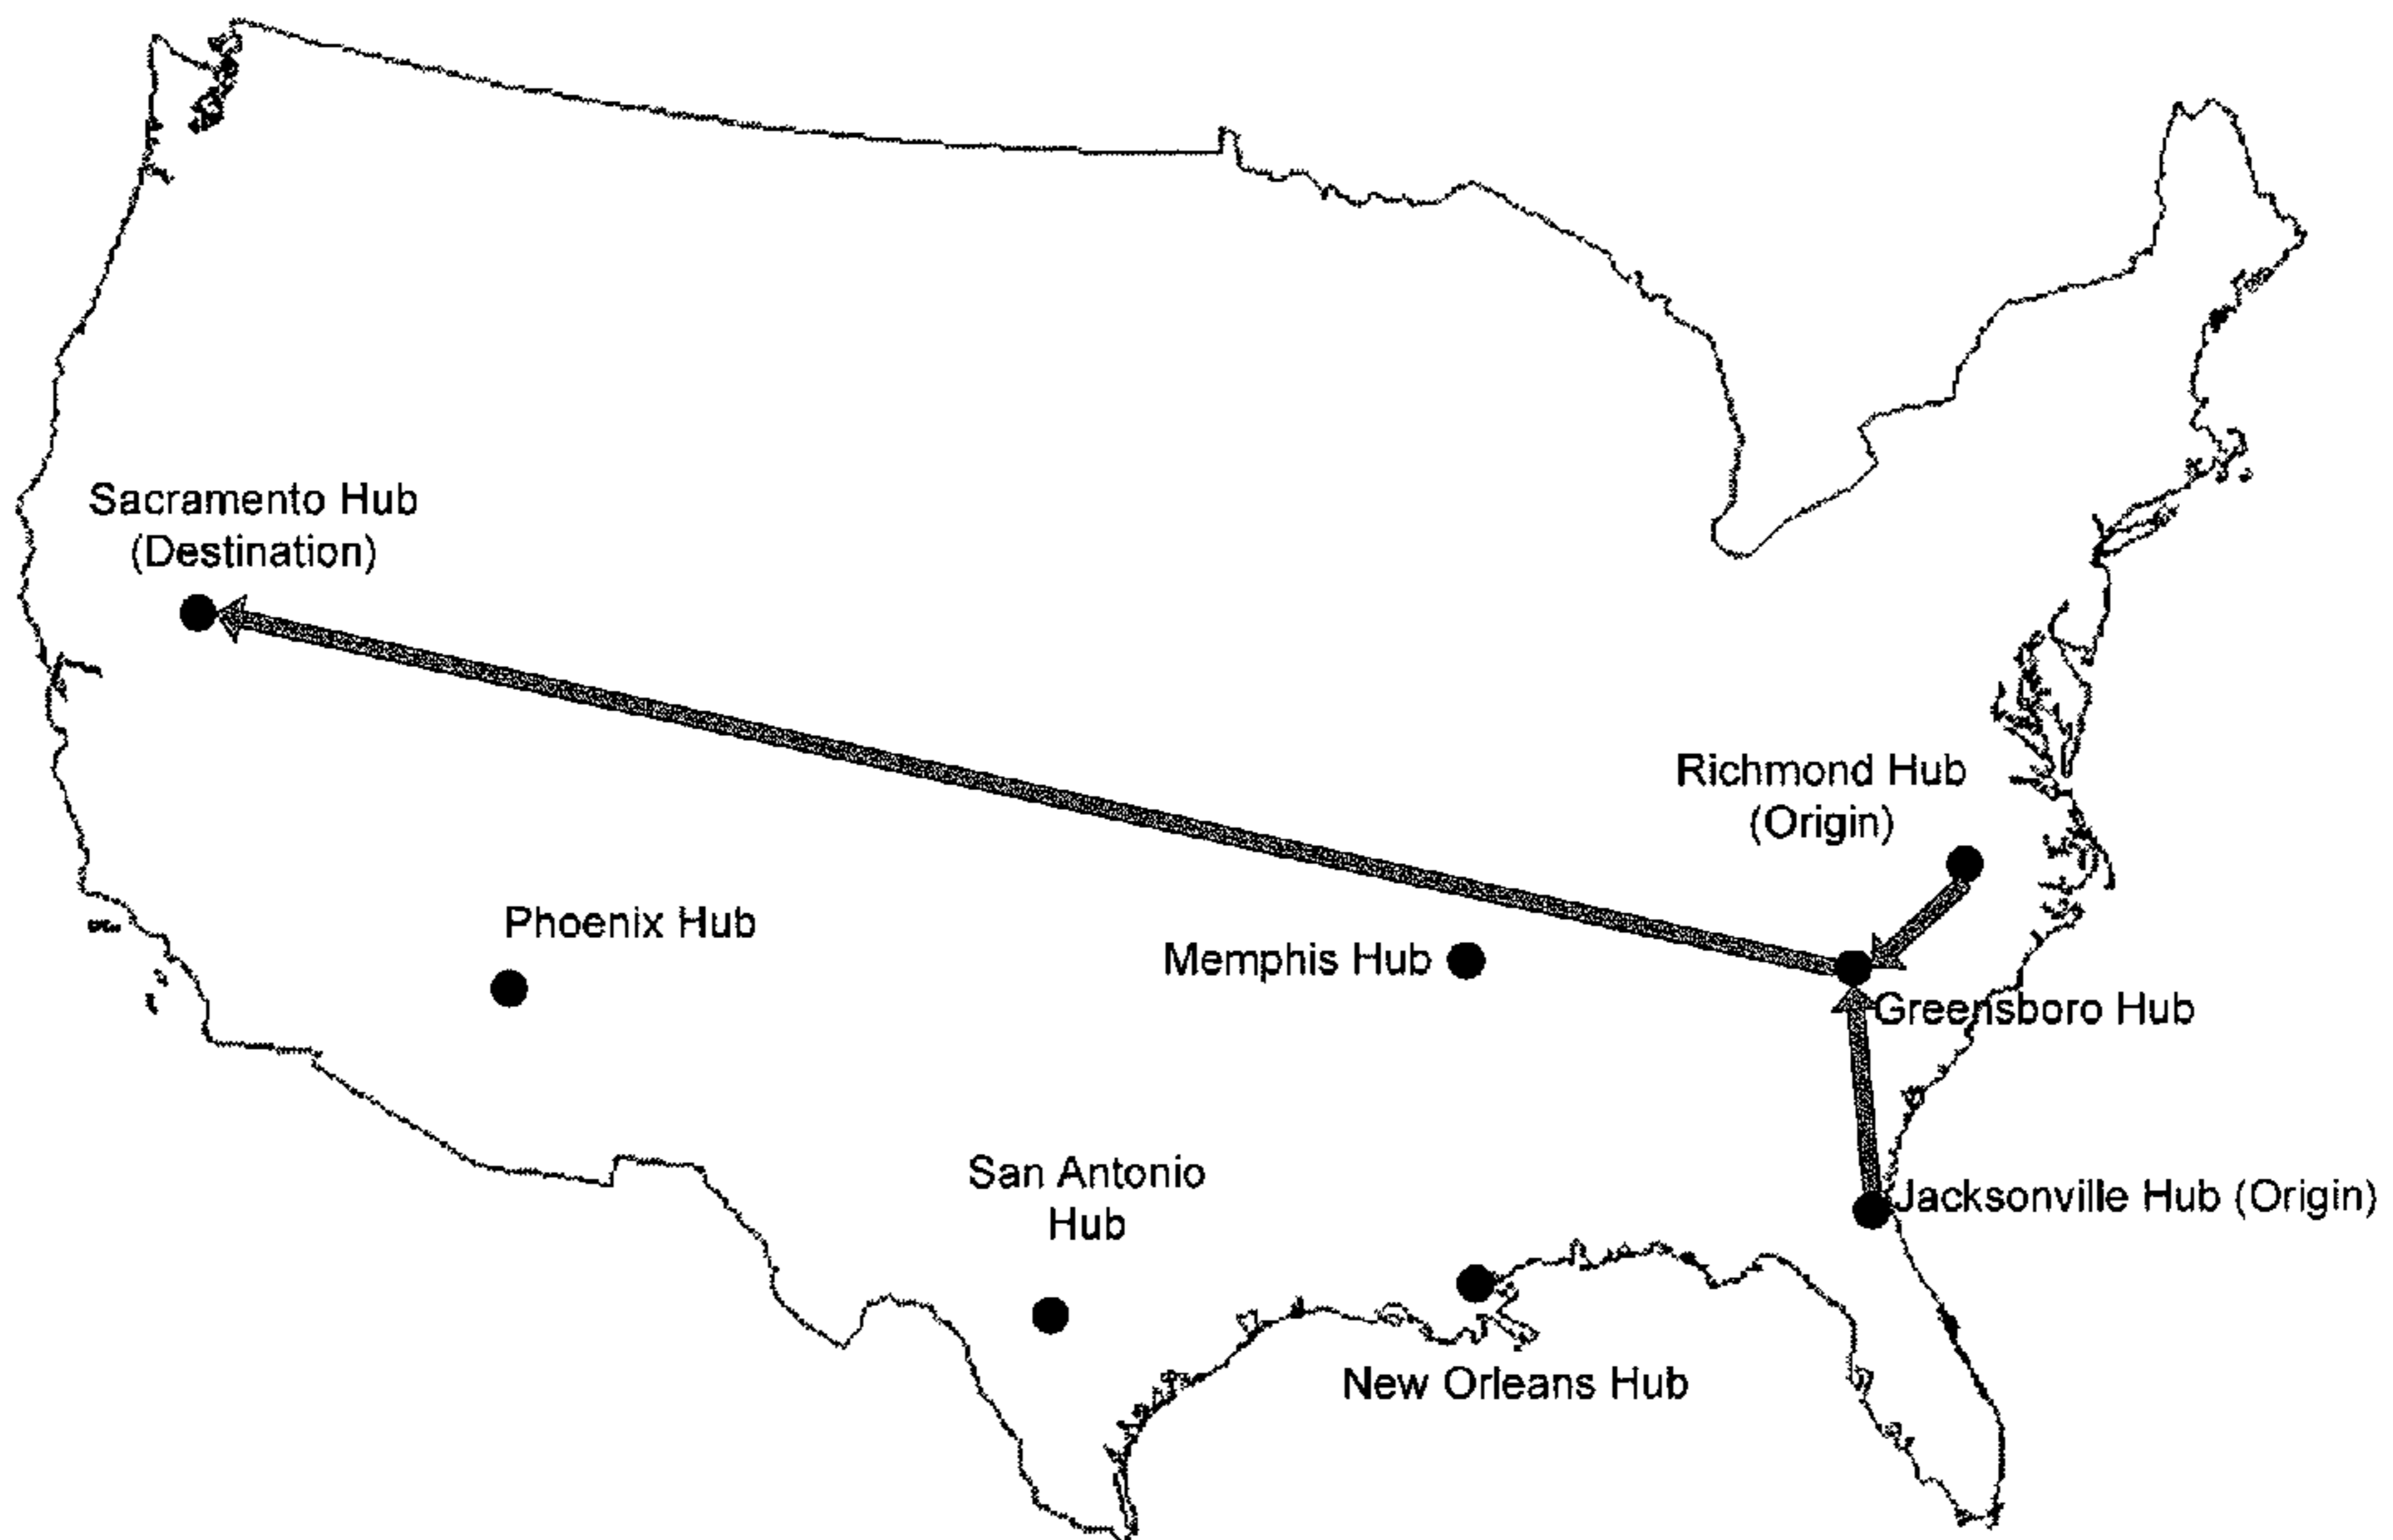 Sacramento Hub
(Destination)
Richmond Hub
(Origin)
Phoenix Hub
Memphis Hub
Greensboro Hub
San Antonio
Hub
Jacksonville Hub (Origin)
New Orleans Hub